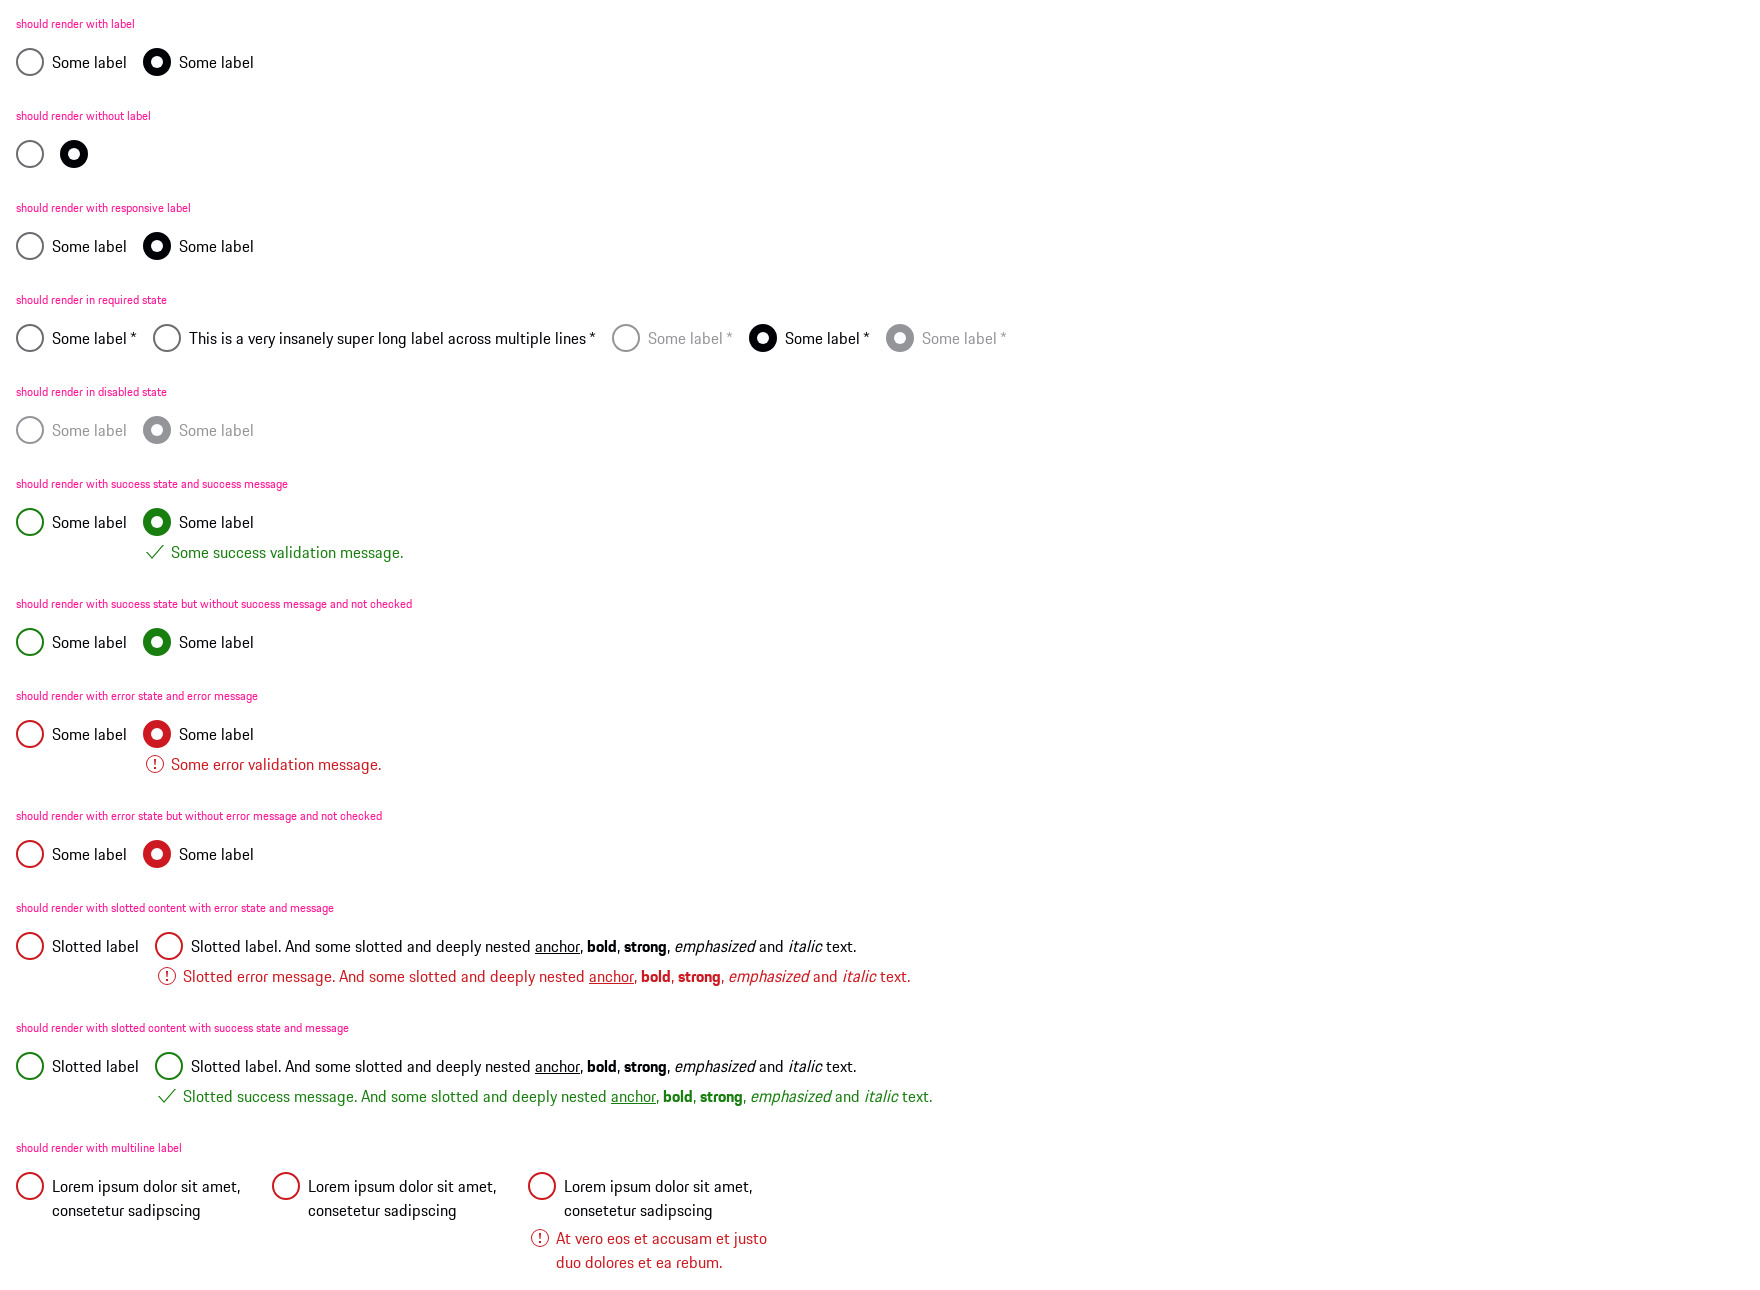 should render with label
Some label Some label
should render without label
should render with responsive label
Some label Some label
should render in required state
Some label * This is a very insanely super long label across multiple lines * Some label * Some label * Some label *
should render in disabled state
Some label Some label
should render with success state and success message
Some label Some label
Some success validation message.
should render with success state but without success message and not checked
Some label Some label
should render with error state and error message
Some label Some label
Some error validation message.
should render with error state but without error message and not checked
Some label Some label
should render with slotted content with error state and message
Slotted label Slotted label. And some slotted and deeply nested anchor, bold, strong, emphasized and italic text.
Slotted error message. And some slotted and deeply nested anchor, bold, strong, emphasized and italic text.
should render with slotted content with success state and message
Slotted label Slotted label. And some slotted and deeply nested anchor, bold, strong, emphasized and italic text.
Slotted success message. And some slotted and deeply nested anchor, bold, strong, emphasized and italic text.
should render with multiline label
Lorem ipsum dolor sit amet, Lorem ipsum dolor sit amet, Lorem ipsum dolor sit amet,
consetetur sadipscing consetetur sadipscing consetetur sadipscing
At vero eos et accusam et justo
duo dolores et ea rebum.